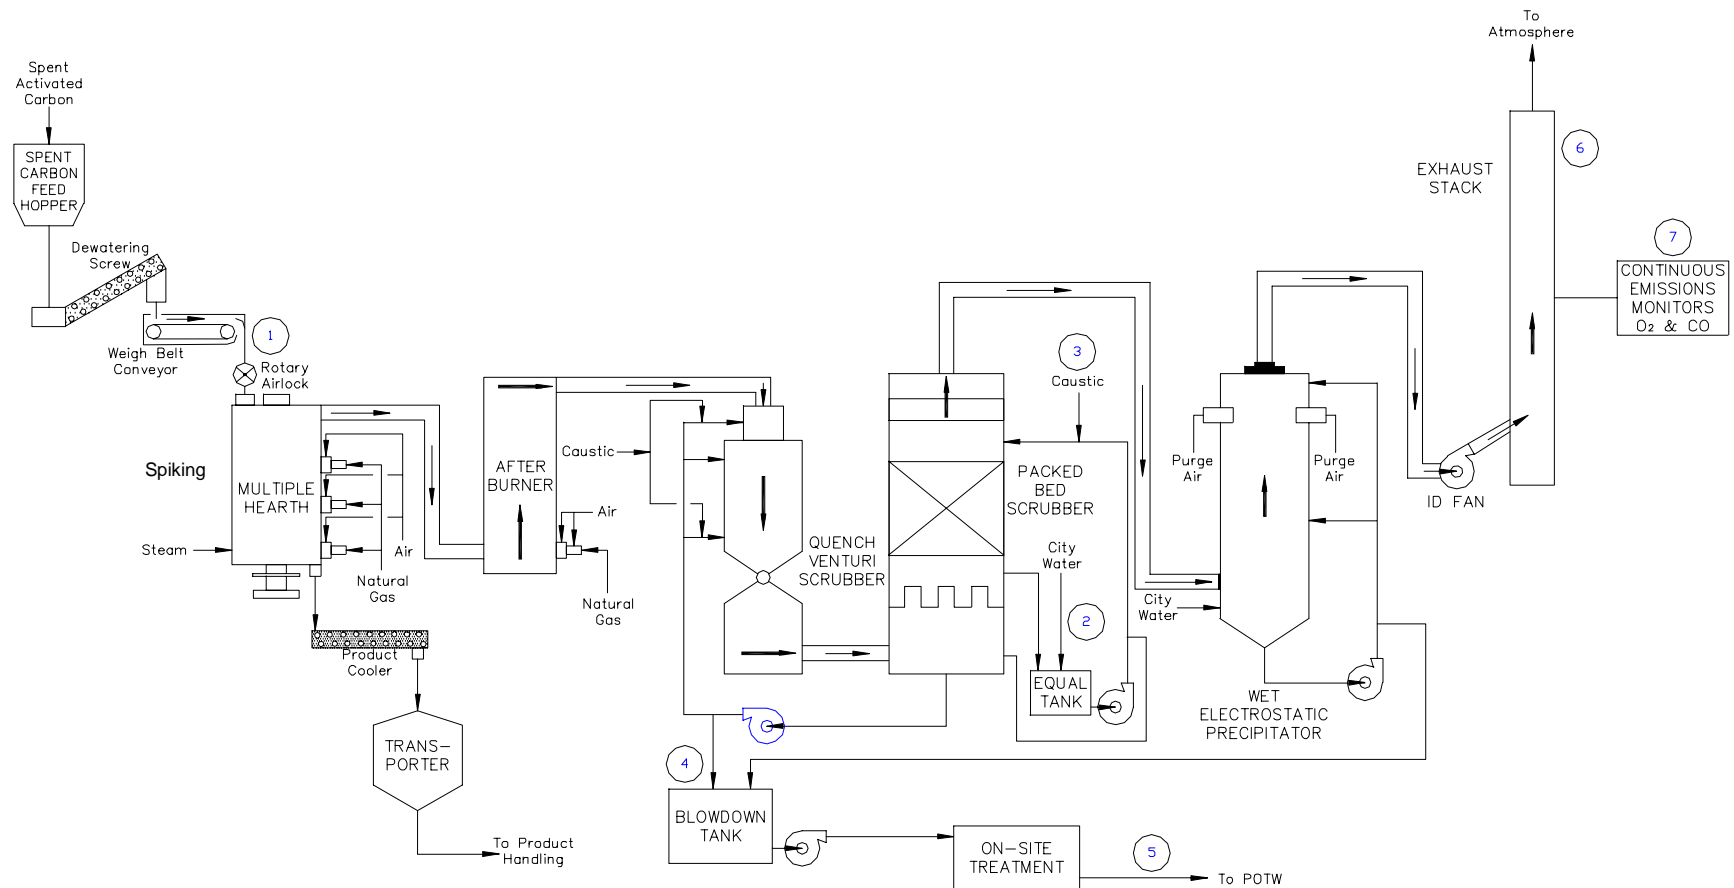 To
Atmosphere
Spent
Activated
Carbon
SPENT
CARBON
FEED
HOPPER
6
EXHAUST
STACK
Dewatering
Screw
7
CONTINUOUS
EMISSIONS
MONITORS
O₂ & CO
1
Weigh Belt
Conveyor
Rotary
Airlock
3
Caustic
Spiking
MULTIPLE
HEARTH
Steam
Air
Natural
Gas
AFTER
BURNER
Air
Natural
Gas
Caustic
QUENCH
VENTURI
SCRUBBER
PACKED
BED
SCRUBBER
City
Water
2
EQUAL
TANK
Purge
Air
Purge
Air
ID FAN
City
Water
WET
ELECTROSTATIC
PRECIPITATOR
Product
Cooler
TRANS-
PORTER
To Product
Handling
4
BLOWDOWN
TANK
ON-SITE
TREATMENT
5
To POTW